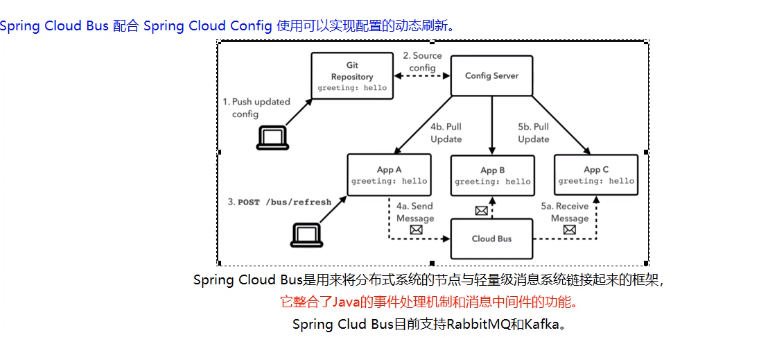 Spring Cloud Bus 配合 Spring Cloud Config 使用可以实现配置的动态刷新。
Git
Repository
greeting: hello
2. Source
config
Config Server
1. Push updated
config
4b. Pull
Update
5b. Pull
Update
App A
greeting: hello
App B
greeting: hello
App C
greeting: hello
3. POST /bus/refresh
4a. Send
Message
5a. Receive
Message
Cloud Bus
Spring Cloud Bus是用来将分布式系统的节点与轻量级消息系统链接起来的框架，
它整合了Java的事件处理机制和消息中间件的功能。
Spring Clud Bus目前支持RabbitMQ和Kafka。